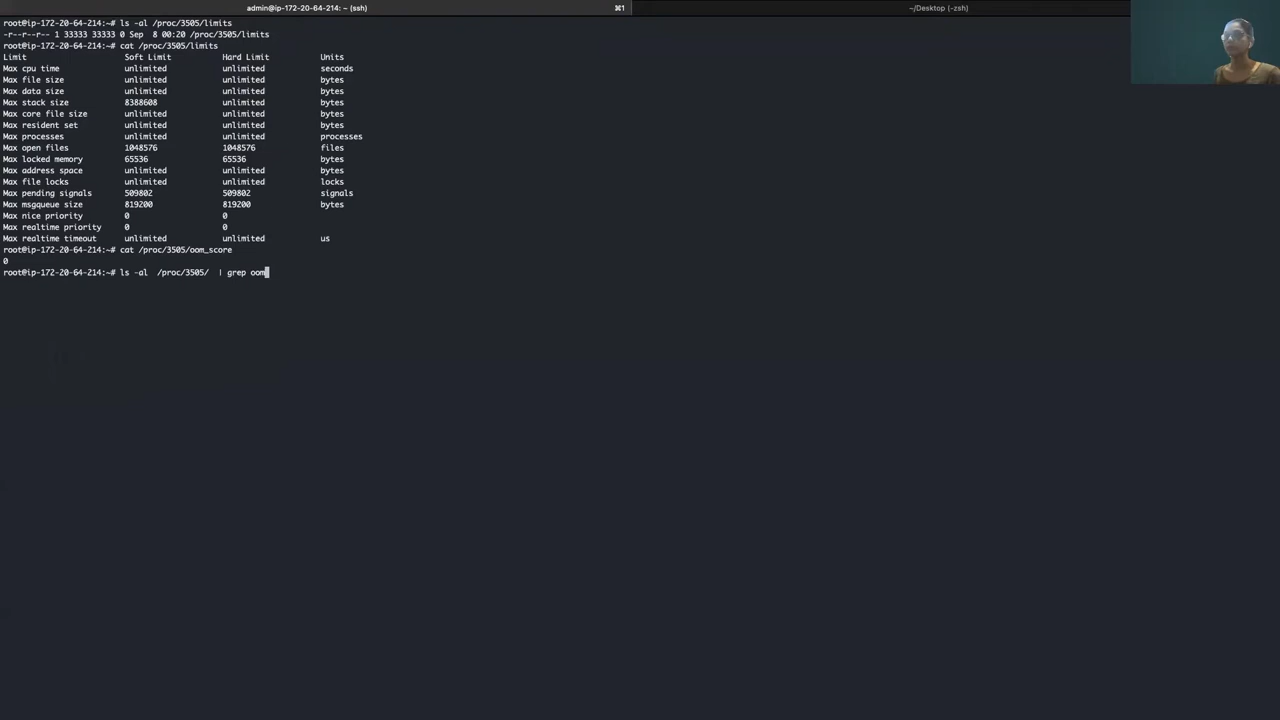 admin@ip-172-20-64-214: ~ (ssh)
⌘1
~/Desktop (-zsh)
root@ip-172-20-64-214:~# ls -al /proc/3505/limits
-r--r--r-- 1 33333 33333 0 Sep  8 00:20 /proc/3505/limits
root@ip-172-20-64-214:~# cat /proc/3505/limits
Limit Soft Limit Hard Limit Units
Max cpu time unlimited unlimited seconds
Max file size unlimited unlimited bytes
Max data size unlimited unlimited bytes
Max stack size 8388608 unlimited bytes
Max core file size unlimited unlimited bytes
Max resident set unlimited unlimited bytes
Max processes unlimited unlimited processes
Max open files 1048576 1048576 files
Max locked memory 65536 65536 bytes
Max address space unlimited unlimited bytes
Max file locks unlimited unlimited locks
Max pending signals 509802 509802 signals
Max msgqueue size 819200 819200 bytes
Max nice priority 0 0
Max realtime priority 0 0
Max realtime timeout unlimited unlimited us
root@ip-172-20-64-214:~# cat /proc/3505/oom_score
0
root@ip-172-20-64-214:~# ls -al  /proc/3505/  | grep oom